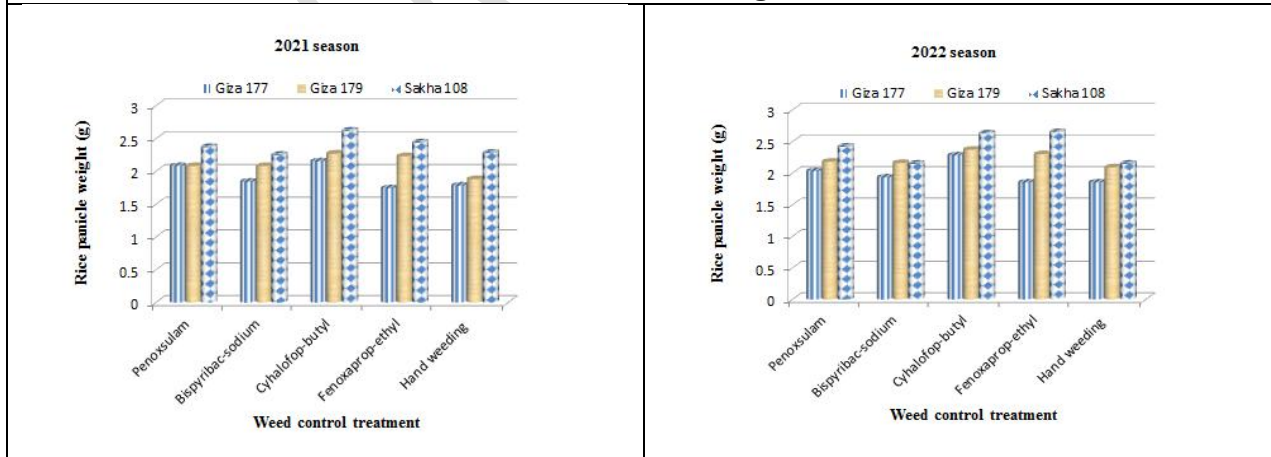 2021 season
Giza 177 Giza 179 Sakha 108
Rice panicle weight (g)
3
2.5
2
1.5
1
0.5
0
Penoxsulam
Bispyribac-sodium
Cyhalofop-butyl
Fenoxaprop-ethyl
Hand weeding
Weed control treatment
2022 season
Giza 177 Giza 179 Sakha 108
Rice panicle weight (g)
3
2.5
2
1.5
1
0.5
0
Penoxsulam
Bispyribac-sodium
Cyhalofop-butyl
Fenoxaprop-ethyl
Hand weeding
Weed control treatment